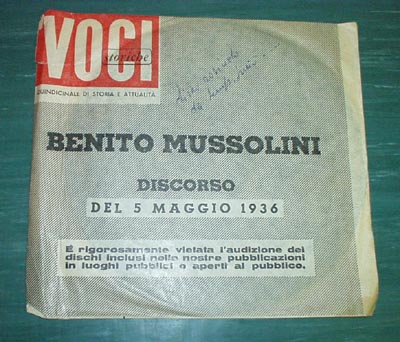 VOCI
storiche
QUINDICINALE DI STORIA E ATTUALITÀ
BENITO MUSSOLINI
DISCORSO
DEL 5 MAGGIO 1936
È rigorosamente vietata l'audizione dei
dischi inclusi nelle nostre pubblicazioni
in luoghi pubblici o aperti al pubblico.